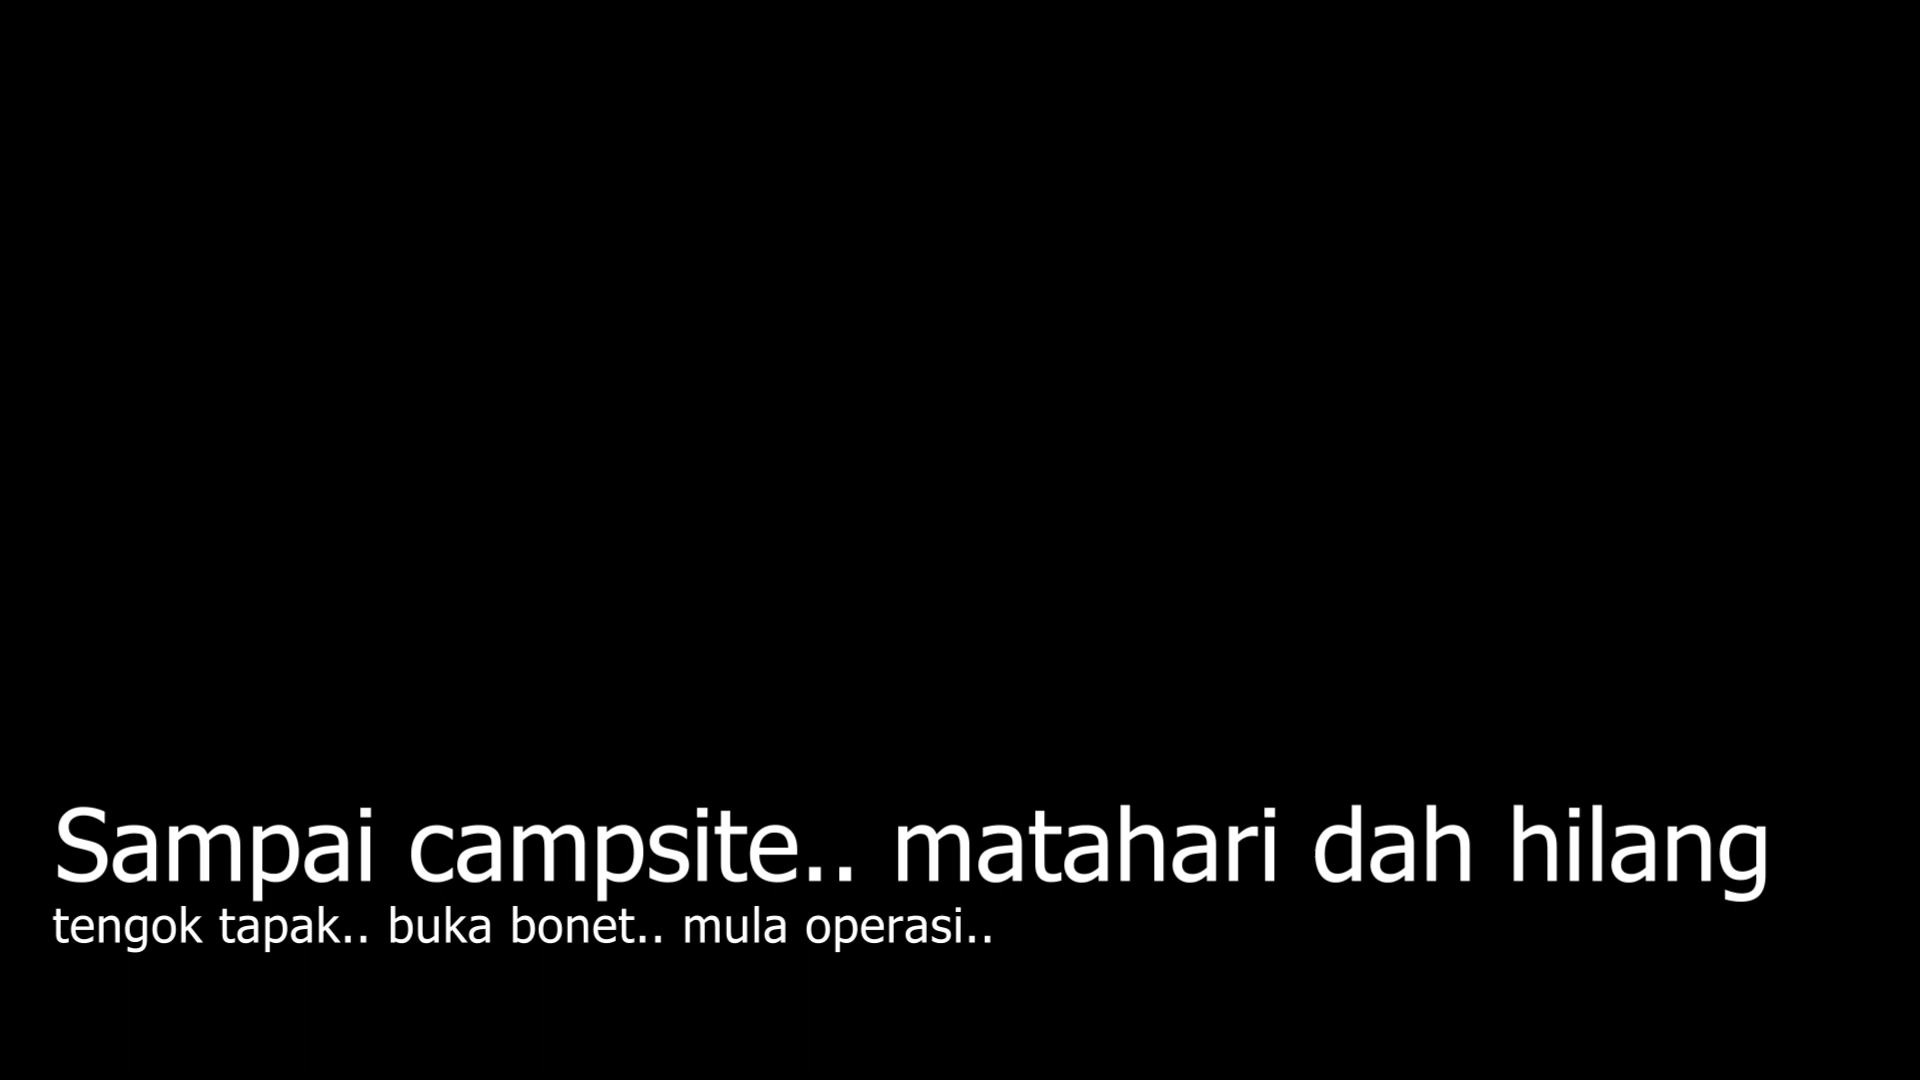 Sampai campsite.. matahari dah hilang
tengok tapak.. buka bonet.. mula operasi..